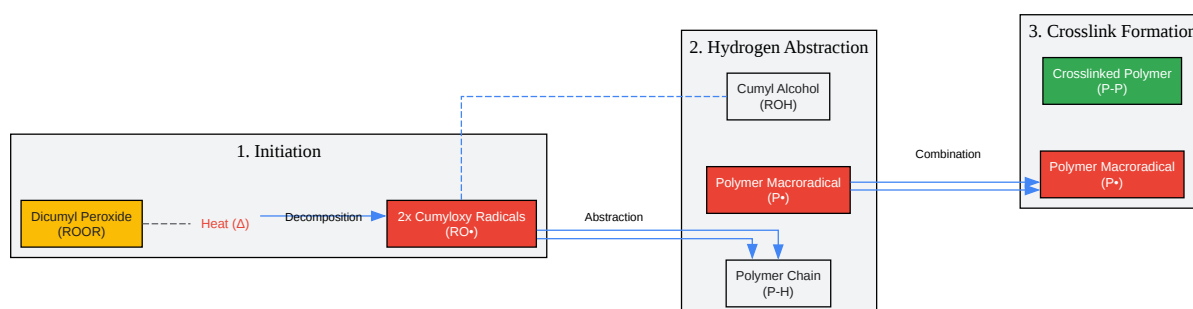 1. Initiation
Dicumyl Peroxide
(ROOR)
Heat (Δ)
Decomposition
2x Cumyloxy Radicals
(RO•)
Abstraction
2. Hydrogen Abstraction
Cumyl Alcohol
(ROH)
Polymer Macroradical
(P•)
Polymer Chain
(P-H)
Combination
3. Crosslink Formation
Crosslinked Polymer
(P-P)
Polymer Macroradical
(P•)